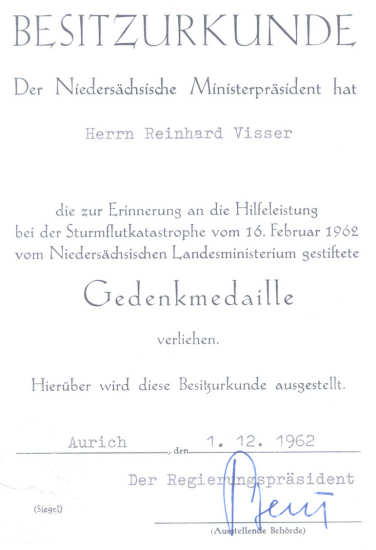 BESITZURKUNDE
Der Niedersächsische Ministerpräsident hat
Herrn Reinhard Visser
die zur Erinnerung an die Hilfeleistung
bei der Sturmflutkatastrophe vom 16. Februar 1962
vom Niedersächsischen Landesministerium gestiftete
Gedenkmedaille
verliehen.
Hierüber wird diese Besitzurkunde ausgestellt.
Aurich , den 1. 12. 1962
Der Regierungspräsident
(Siegel)
(Ausstellende Behörde)